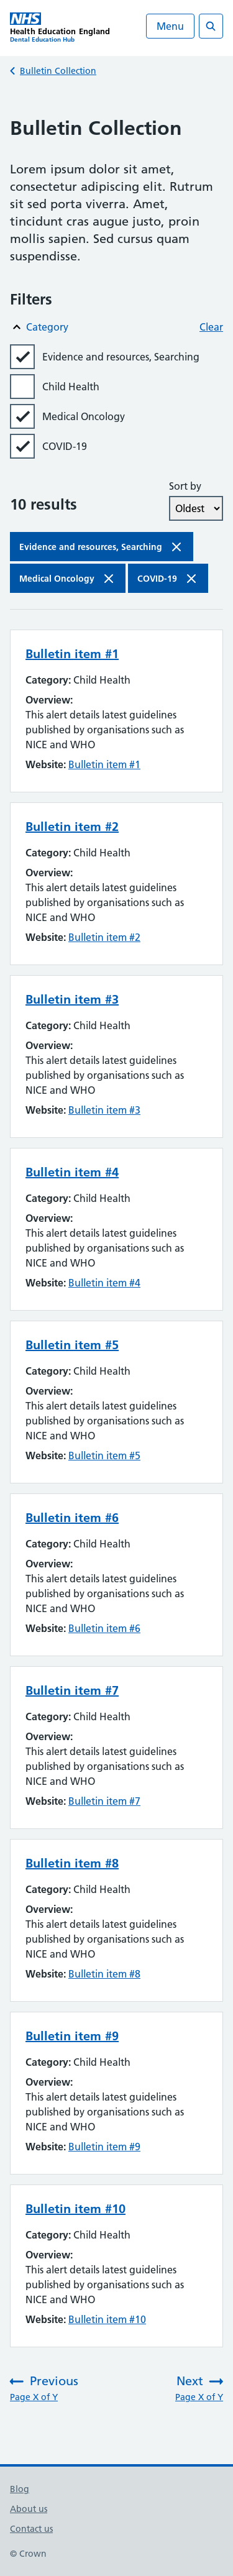 NHS
Health Education England
Dental Education Hub
Menu
Bulletin Collection
Bulletin Collection
Lorem ipsum dolor sit amet,
consectetur adipiscing elit. Rutrum
sit sed porta viverra. Amet,
tincidunt cras augue justo, proin
mollis sapien. Sed cursus quam
suspendisse.
Filters
Category
Clear
Evidence and resources, Searching
Child Health
Medical Oncology
COVID-19
Sort by
10 results
Oldest
Evidence and resources, Searching
Medical Oncology
COVID-19
Bulletin item #1
Category: Child Health
Overview:
This alert details latest guidelines
published by organisations such as
NICE and WHO
Website: Bulletin item #1
Bulletin item #2
Category: Child Health
Overview:
This alert details latest guidelines
published by organisations such as
NICE and WHO
Website: Bulletin item #2
Bulletin item #3
Category: Child Health
Overview:
This alert details latest guidelines
published by organisations such as
NICE and WHO
Website: Bulletin item #3
Bulletin item #4
Category: Child Health
Overview:
This alert details latest guidelines
published by organisations such as
NICE and WHO
Website: Bulletin item #4
Bulletin item #5
Category: Child Health
Overview:
This alert details latest guidelines
published by organisations such as
NICE and WHO
Website: Bulletin item #5
Bulletin item #6
Category: Child Health
Overview:
This alert details latest guidelines
published by organisations such as
NICE and WHO
Website: Bulletin item #6
Bulletin item #7
Category: Child Health
Overview:
This alert details latest guidelines
published by organisations such as
NICE and WHO
Website: Bulletin item #7
Bulletin item #8
Category: Child Health
Overview:
This alert details latest guidelines
published by organisations such as
NICE and WHO
Website: Bulletin item #8
Bulletin item #9
Category: Child Health
Overview:
This alert details latest guidelines
published by organisations such as
NICE and WHO
Website: Bulletin item #9
Bulletin item #10
Category: Child Health
Overview:
This alert details latest guidelines
published by organisations such as
NICE and WHO
Website: Bulletin item #10
Previous
Page X of Y
Next
Page X of Y
Blog
About us
Contact us
© Crown